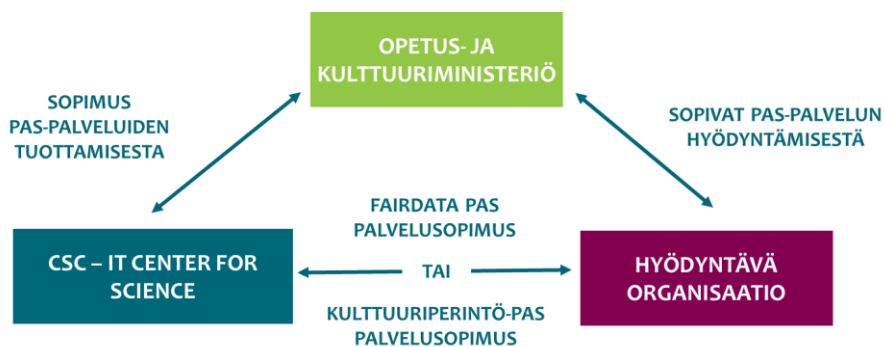 OPETUS- JA
KULTTUURIMINISTERIÖ
SOPIMUS
PAS-PALVELUIDEN
TUOTTAMISESTA
SOPIVAT PAS-PALVELUN
HYÖDYNTÄMISESTÄ
FAIRDATA PAS
PALVELUSOPIMUS
CSC – IT CENTER FOR
SCIENCE
TAI
HYÖDYNTÄVÄ
ORGANISAATIO
KULTTUURIPERINTÖ-PAS
PALVELUSOPIMUS